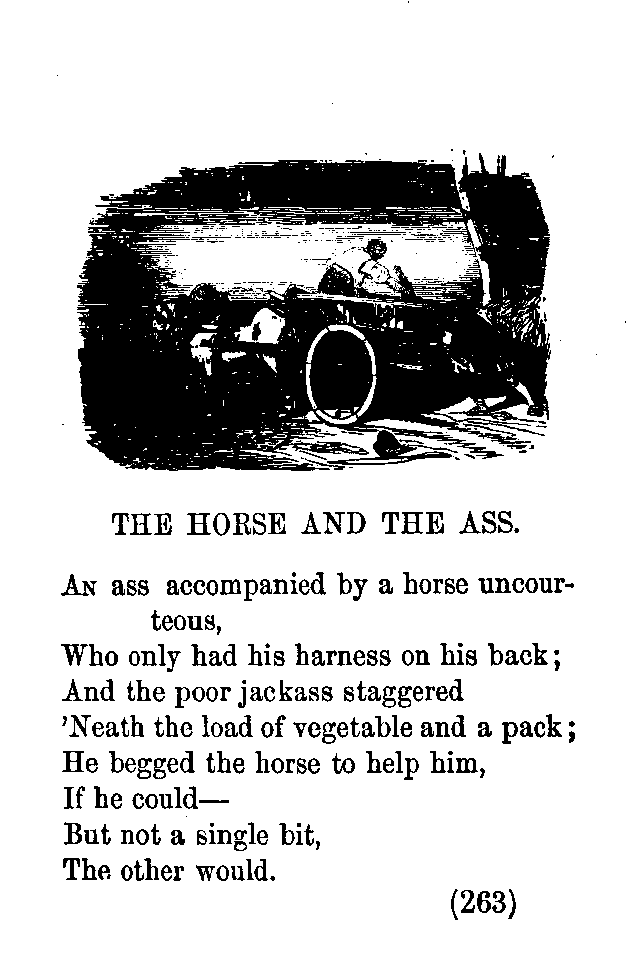 THE HORSE AND THE ASS.
AN ass accompanied by a horse uncour-
teous,
Who only had his harness on his back;
And the poor jackass staggered
'Neath the load of vegetable and a pack;
He begged the horse to help him,
If he could—
But not a single bit,
The other would.
(263)